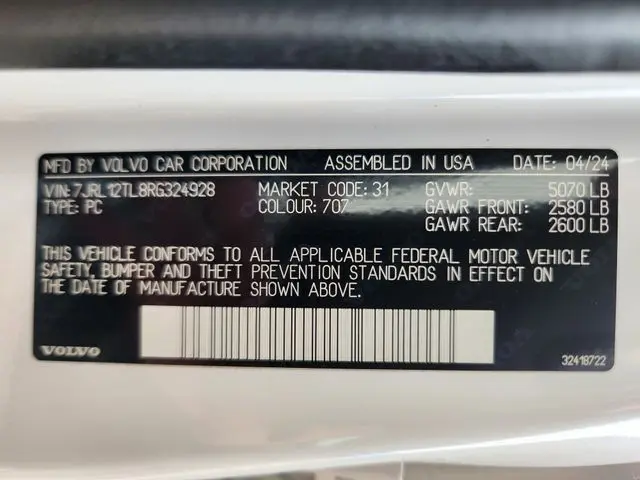 MFD BY VOLVO CAR CORPORATION ASSEMBLED IN USA DATE: 04/24
VIN: 7JRL12TL8RG324928 MARKET CODE: 31 GVWR: 5070 LB
TYPE: PC COLOUR: 707 GAWR FRONT: 2580 LB
GAWR REAR: 2600 LB
THIS VEHICLE CONFORMS TO ALL APPLICABLE FEDERAL MOTOR VEHICLE
SAFETY, BUMPER AND THEFT PREVENTION STANDARDS IN EFFECT ON
THE DATE OF MANUFACTURE SHOWN ABOVE.
VOLVO 32418722